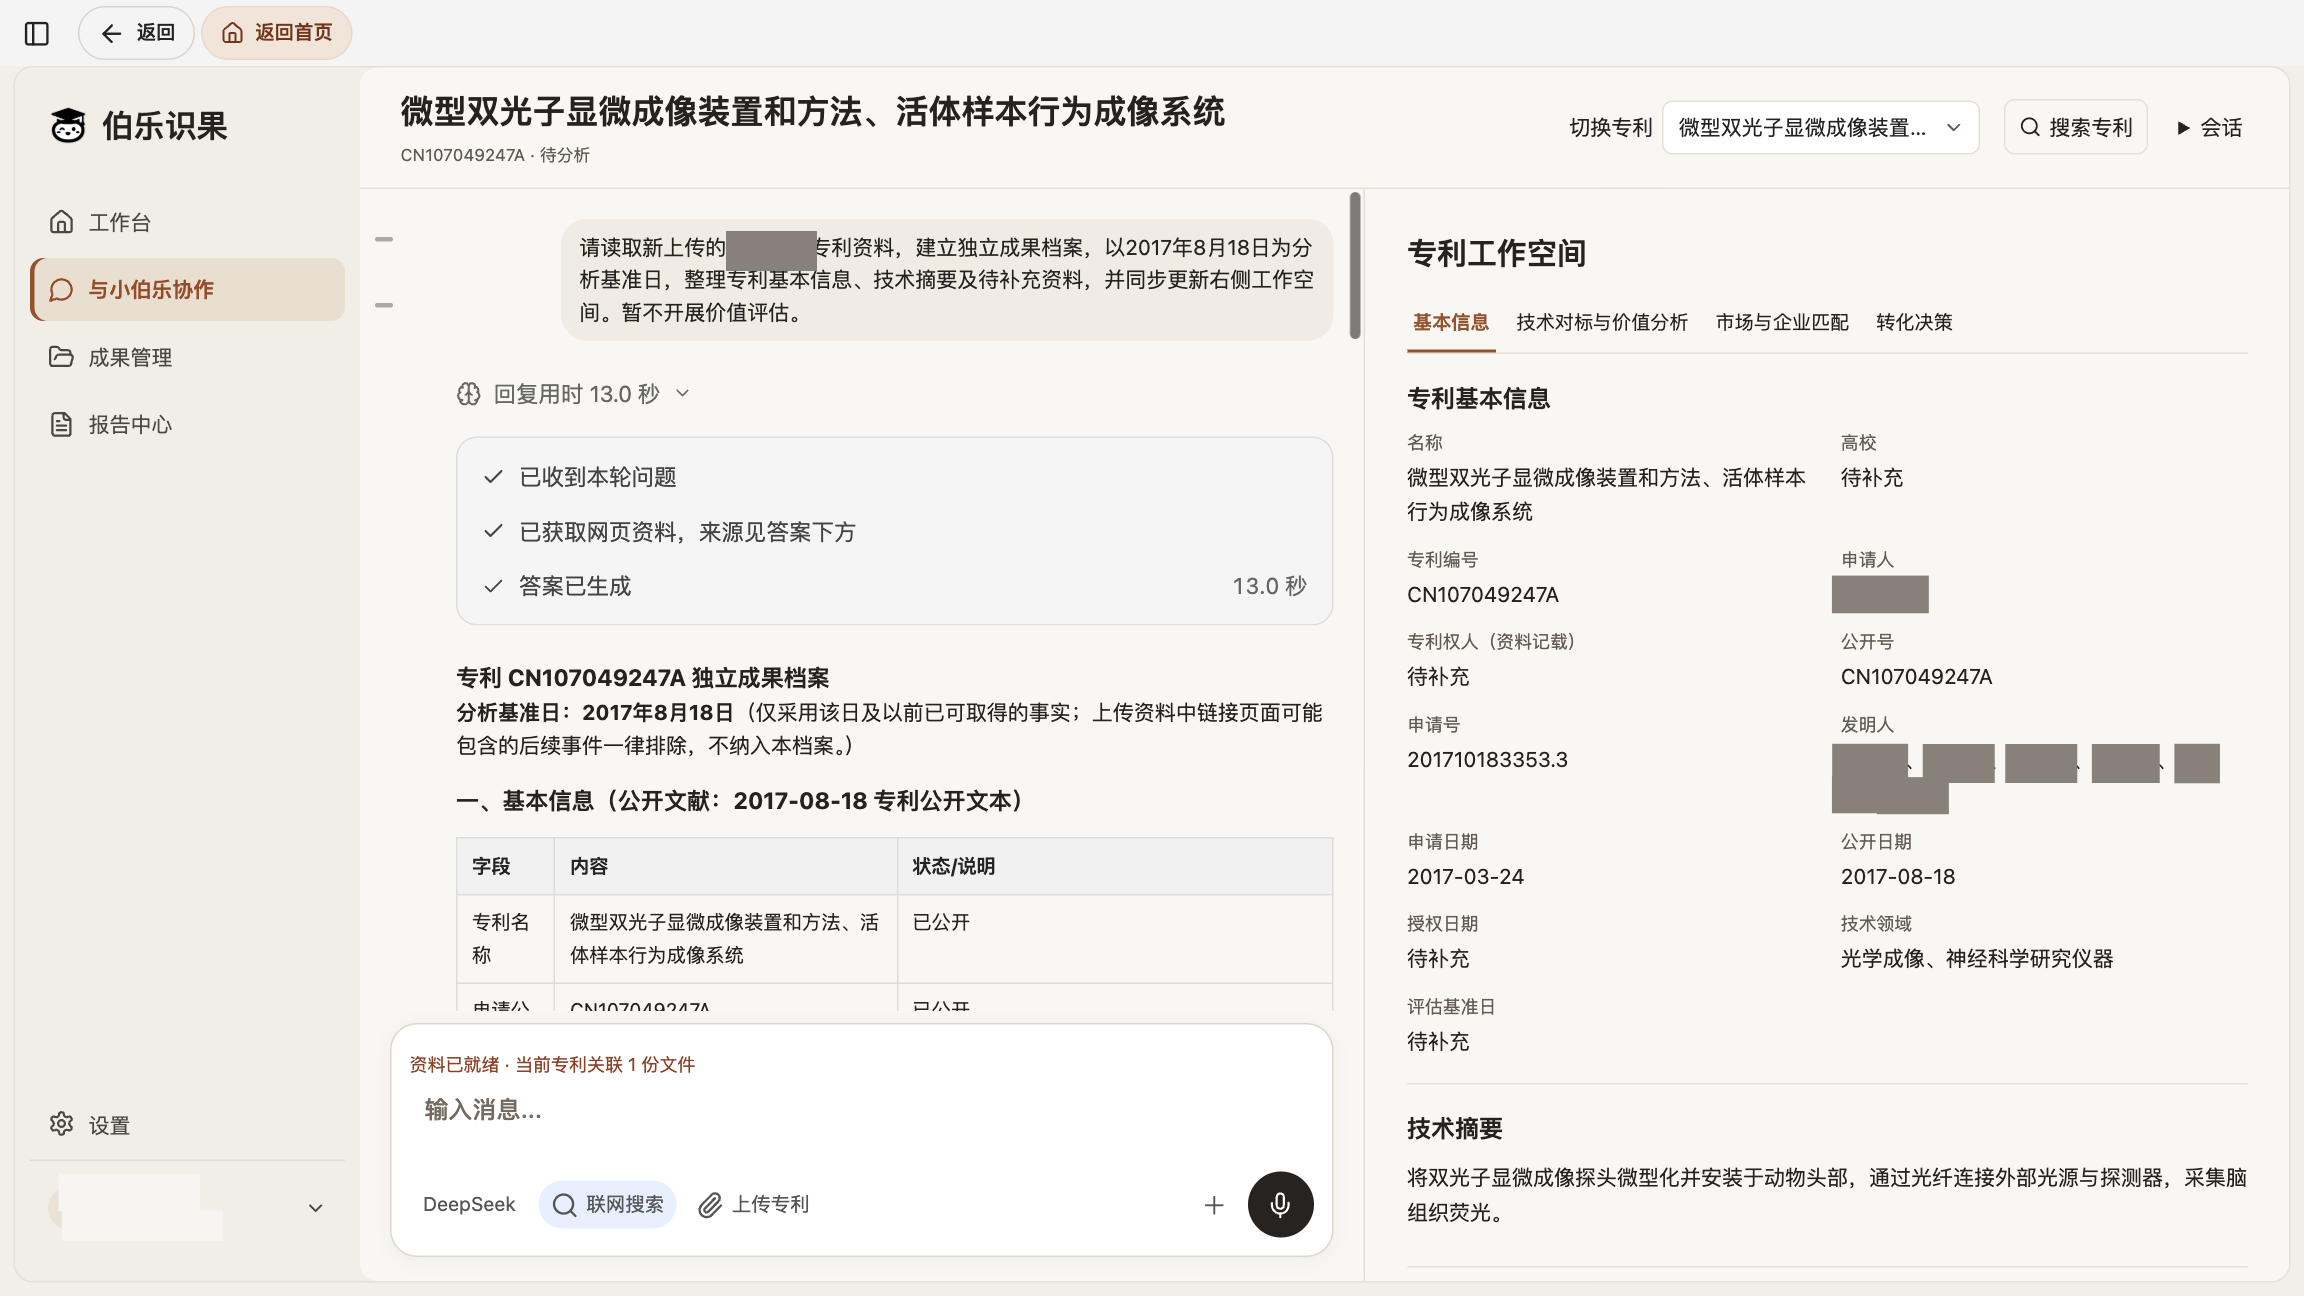 返回
返回首页
伯乐识果
工作台
与小伯乐协作
成果管理
报告中心
设置
微型双光子显微成像装置和方法、活体样本行为成像系统
CN107049247A · 待分析
切换专利
微型双光子显微成像装置...
搜索专利
会话
请读取新上传的 专利资料，建立独立成果档案，以2017年8月18日为分
析基准日，整理专利基本信息、技术摘要及待补充资料，并同步更新右侧工作空
间。暂不开展价值评估。
回复用时 13.0 秒
已收到本轮问题
已获取网页资料，来源见答案下方
答案已生成 13.0 秒
专利 CN107049247A 独立成果档案
分析基准日：2017年8月18日（仅采用该日及以前已可取得的事实；上传资料中链接页面可能
包含的后续事件一律排除，不纳入本档案。）
一、基本信息（公开文献：2017-08-18 专利公开文本）
字段 内容 状态/说明
专利名 微型双光子显微成像装置和方法、活 已公开
称 体样本行为成像系统
申请公 CN107049247A 已公开
资料已就绪 · 当前专利关联 1 份文件
输入消息...
DeepSeek
联网搜索
上传专利
专利工作空间
基本信息 技术对标与价值分析 市场与企业匹配 转化决策
专利基本信息
名称 高校
微型双光子显微成像装置和方法、活体样本 待补充
行为成像系统
专利编号 申请人
CN107049247A
专利权人（资料记载） 公开号
待补充 CN107049247A
申请号 发明人
201710183353.3 、 、 、
申请日期 公开日期
2017-03-24 2017-08-18
授权日期 技术领域
待补充 光学成像、神经科学研究仪器
评估基准日
待补充
技术摘要
将双光子显微成像探头微型化并安装于动物头部，通过光纤连接外部光源与探测器，采集脑
组织荧光。